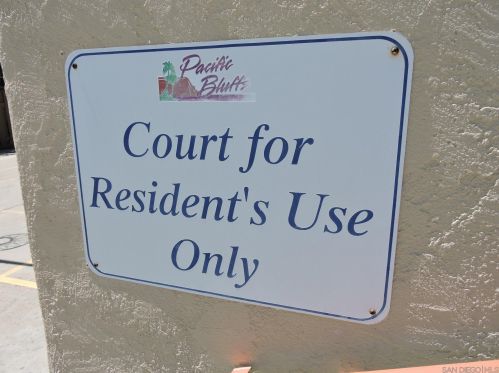 Pacific
Bluffs
Court for
Resident's Use
Only
SAN DIEGO|MLS